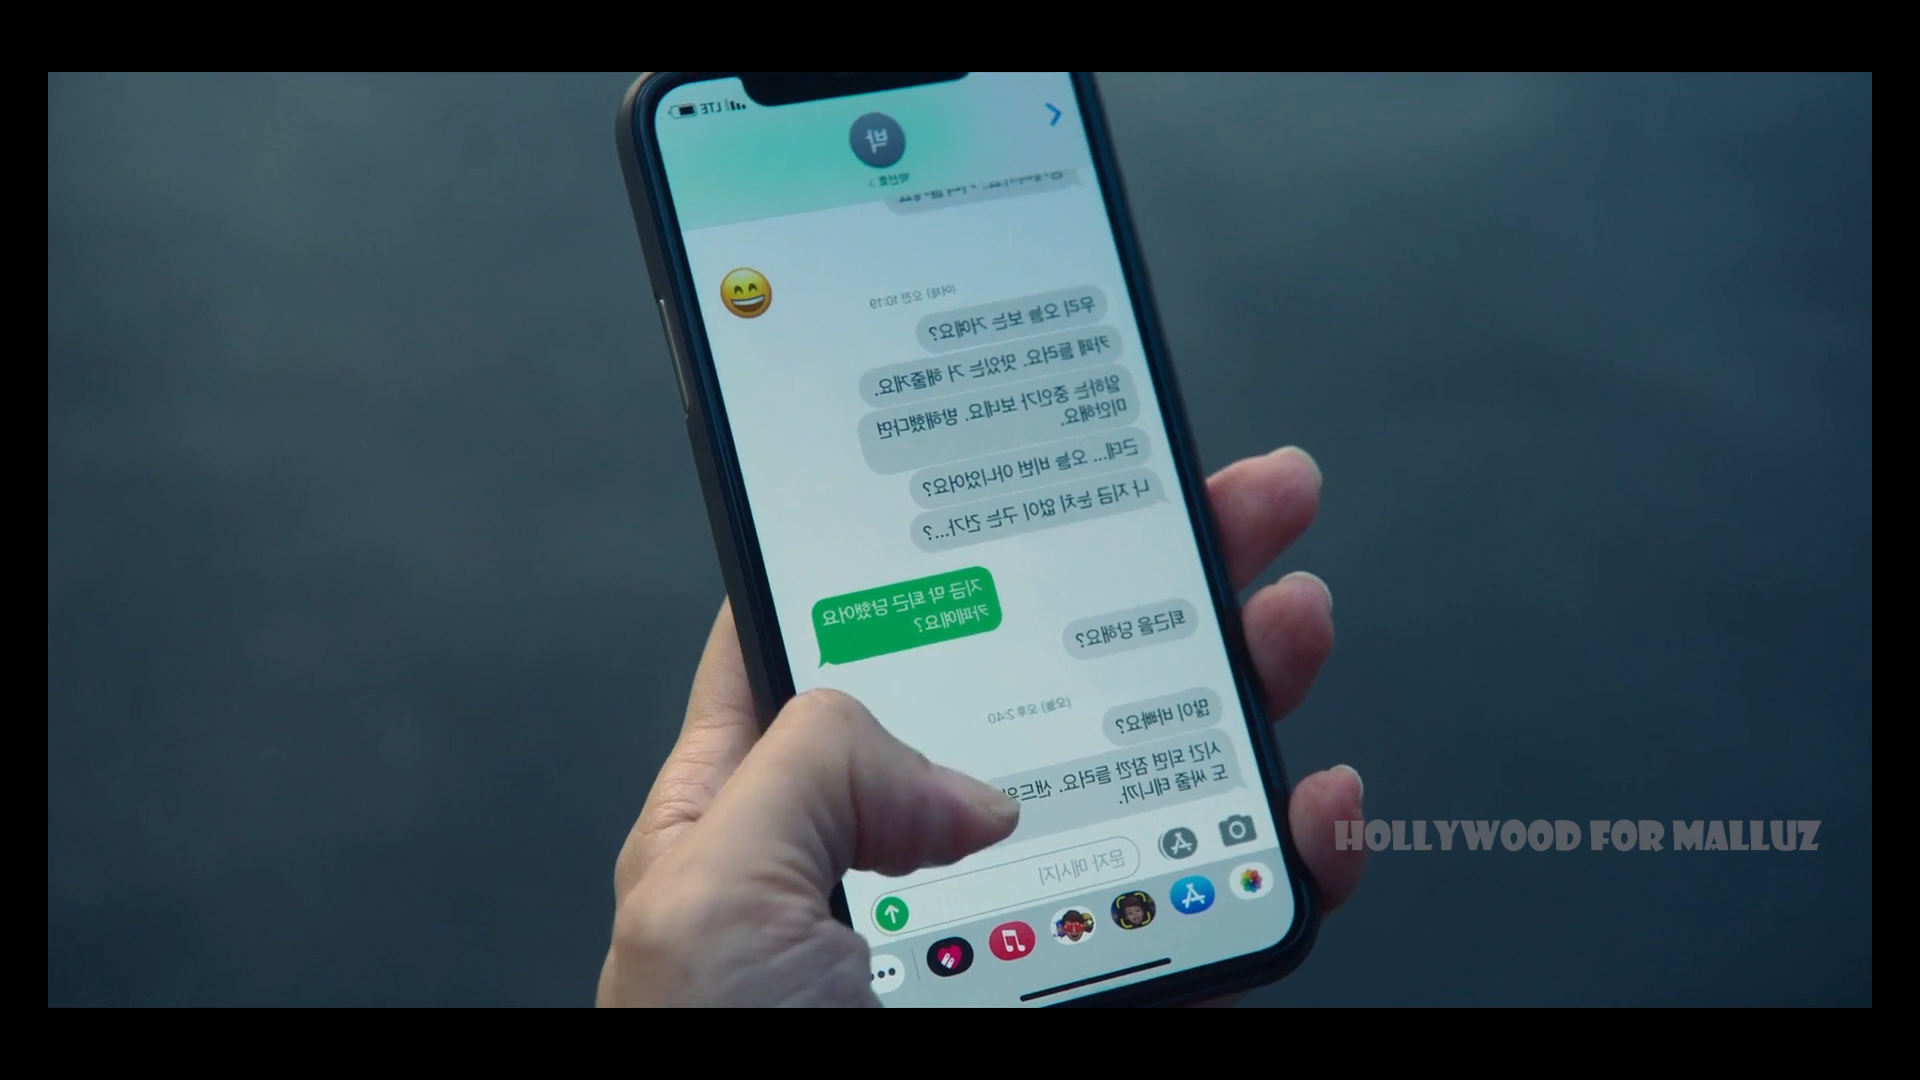 LTE
박
박선호
(어제) 오전 10:19
우리 오늘 보는 거예요?
카페 들러요. 맛있는 거 해줄게요.
일하는 중인가 보네요. 방해했다면
미안해요.
근데... 오늘 비번 아니었어요?
나 지금 눈치 없이 구는 건가...?
지금 막 퇴근 당했어요
카페예요?
퇴근을 당해요?
(오늘) 오후 2:40
많이 바빠요?
시간 되면 잠깐 들러요.
도 싸줄 테니까.
문자 메시지
HOLLYWOOD FOR MALLUZ